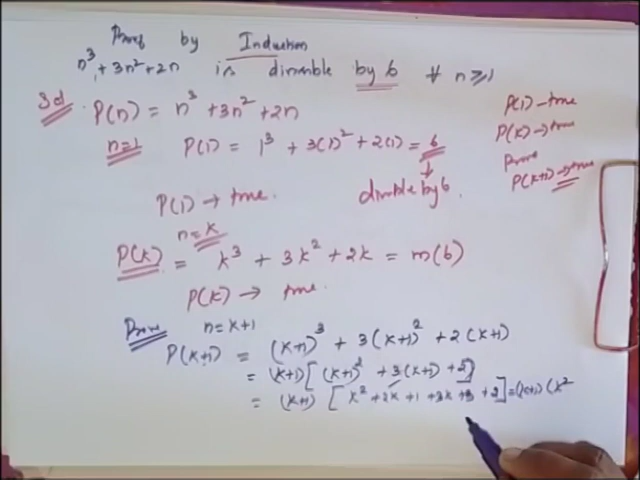 Proof by Induction
n³ + 3n² + 2n is divisible by 6 ∀ n ≥ 1
Sol P(n) = n³ + 3n² + 2n
n=1 P(1) = 1³ + 3(1)² + 2(1) = 6
↓
divisible by 6.
P(1) → true.
n=k
P(k) = k³ + 3k² + 2k = m(6)
P(k) → true.
P(1) - true
P(k) → true
Prove
P(k+1) → true
Prove n=k+1
P(k+1) = (k+1)³ + 3(k+1)² + 2(k+1)
= (k+1) [(k+1)² + 3(k+1) + 2]
= (k+1) [k² + 2k + 1 + 3k + 3 + 2] = (k+1) (k²